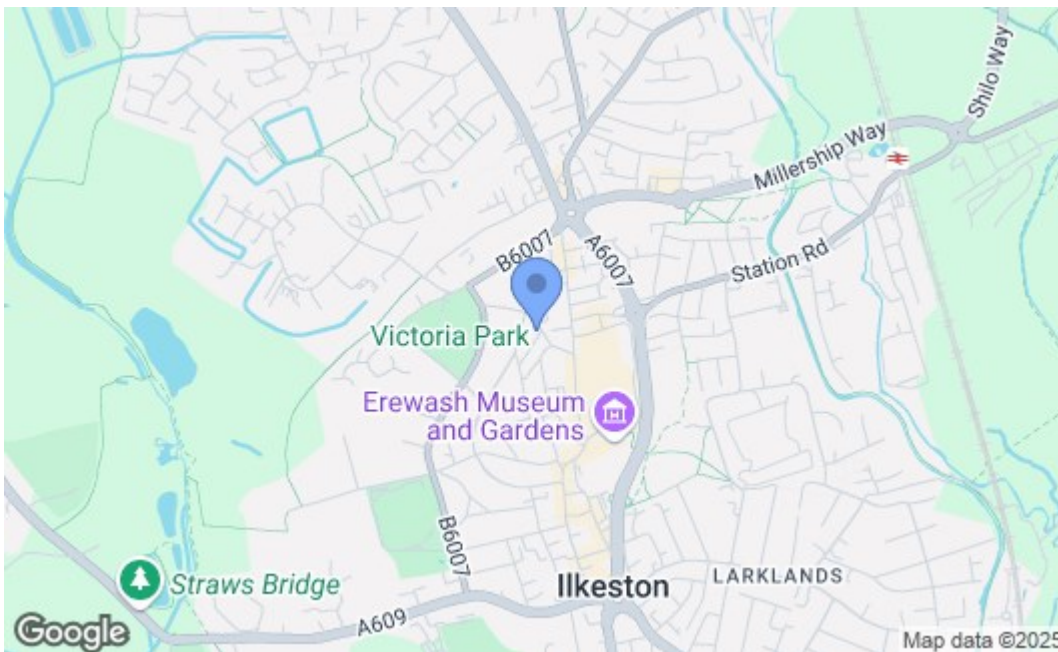 Shilo Way
Millership Way
B6007
A6007
Station Rd
Victoria Park
Erewash Museum
and Gardens
B6007
Straws Bridge
Ilkeston
LARKLANDS
A609
Google
Map data ©2025